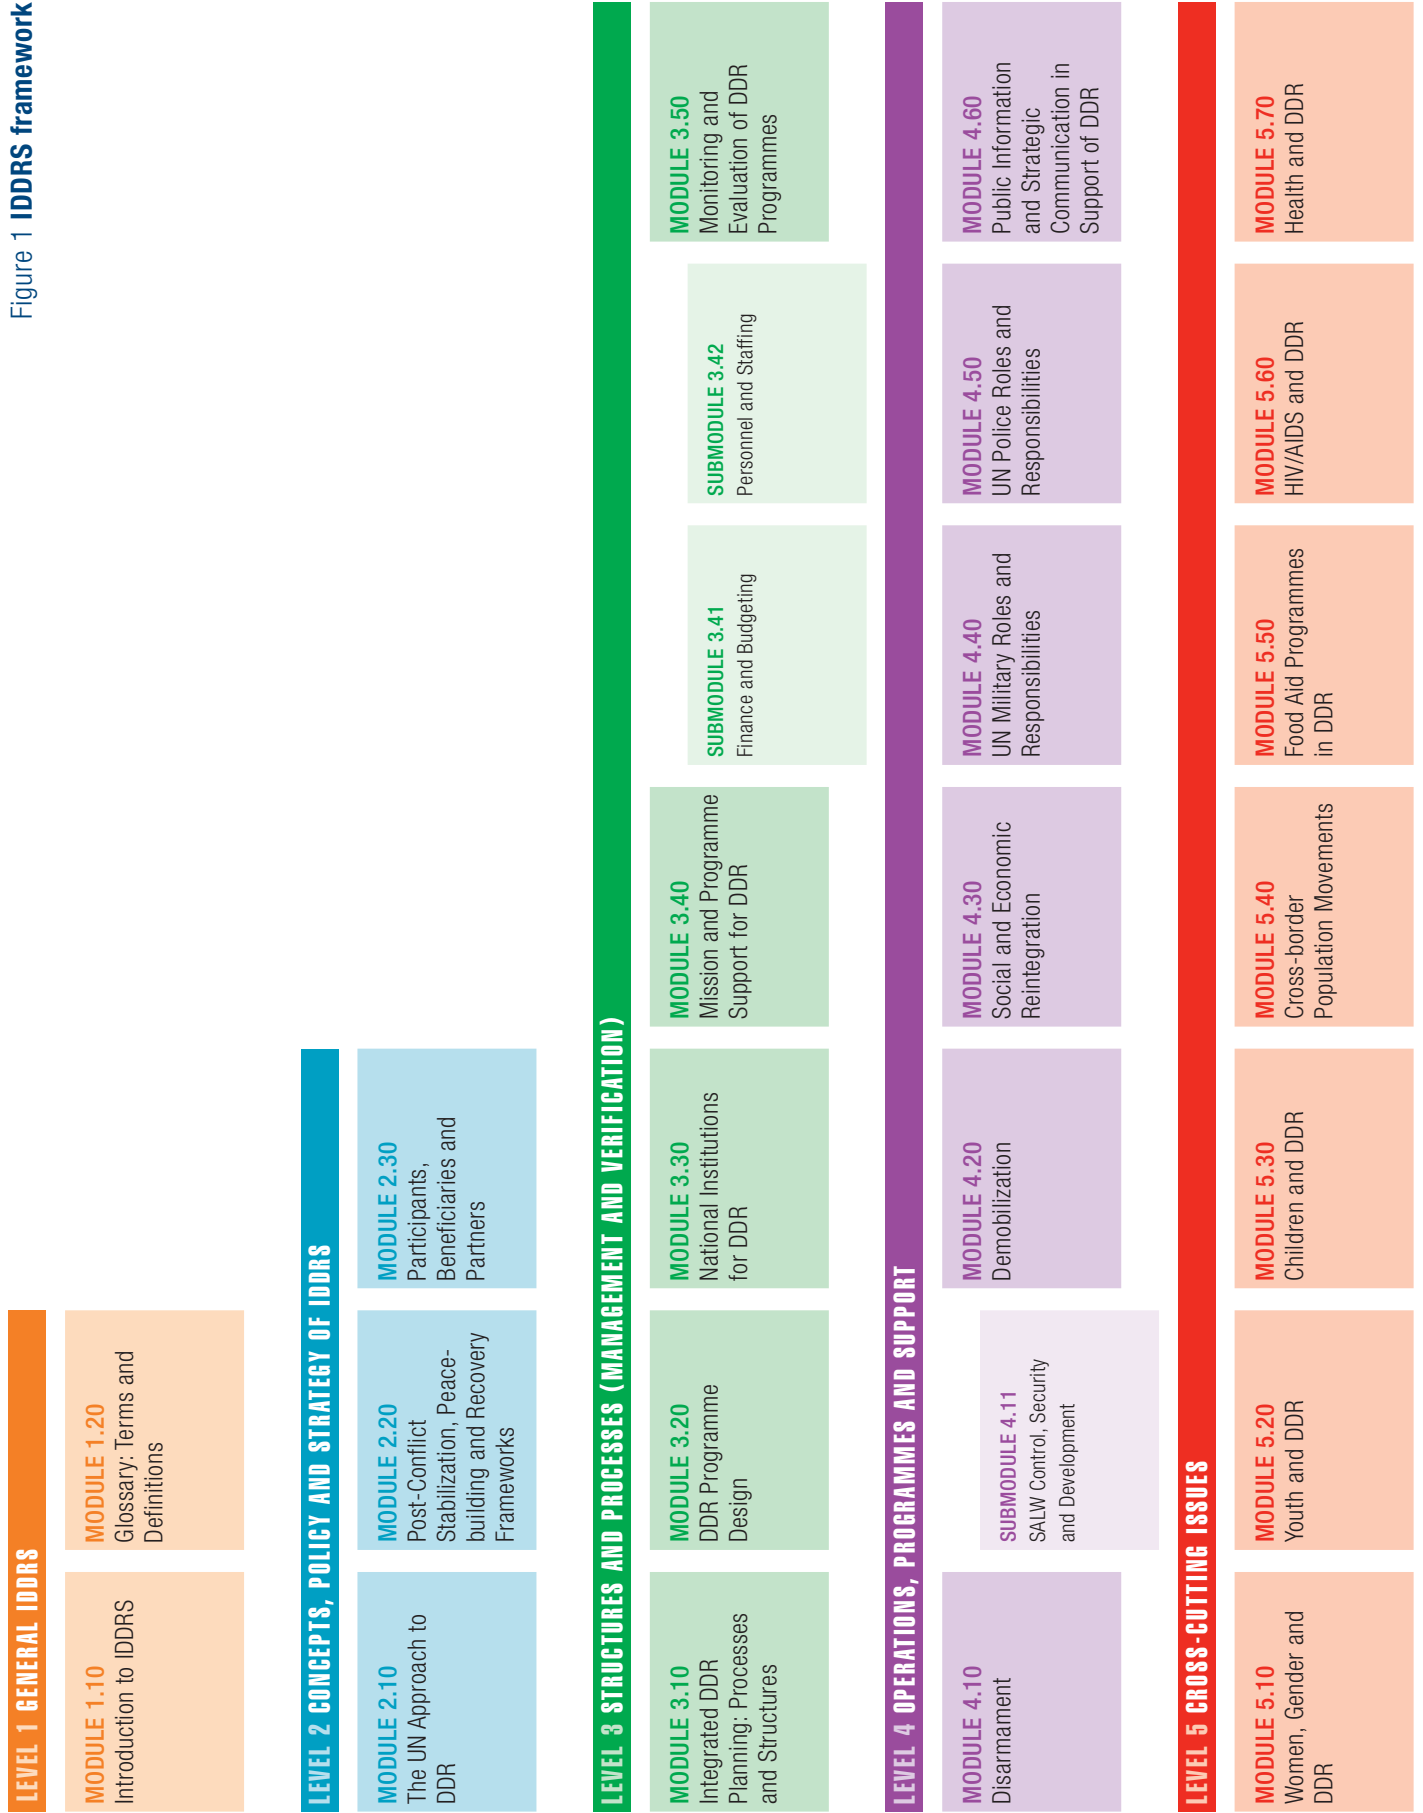 Figure 1 IDDRS framework
LEVEL 1 GENERAL IDDRS
MODULE 1.10
Introduction to IDDRS
MODULE 1.20
Glossary: Terms and
Definitions
LEVEL 2 CONCEPTS, POLICY AND STRATEGY OF IDDRS
MODULE 2.10
The UN Approach to
DDR
MODULE 2.20
Post-Conflict
Stabilization, Peace-
building and Recovery
Frameworks
MODULE 2.30
Participants,
Beneficiaries and
Partners
LEVEL 3 STRUCTURES AND PROCESSES (MANAGEMENT AND VERIFICATION)
MODULE 3.10
Integrated DDR
Planning: Processes
and Structures
MODULE 3.20
DDR Programme
Design
MODULE 3.30
National Institutions
for DDR
MODULE 3.40
Mission and Programme
Support for DDR
SUBMODULE 3.41
Finance and Budgeting
SUBMODULE 3.42
Personnel and Staffing
MODULE 3.50
Monitoring and
Evaluation of DDR
Programmes
LEVEL 4 OPERATIONS, PROGRAMMES AND SUPPORT
MODULE 4.10
Disarmament
SUBMODULE 4.11
SALW Control, Security
and Development
MODULE 4.20
Demobilization
MODULE 4.30
Social and Economic
Reintegration
MODULE 4.40
UN Military Roles and
Responsibilities
MODULE 4.50
UN Police Roles and
Responsibilities
MODULE 4.60
Public Information
and Strategic
Communication in
Support of DDR
LEVEL 5 CROSS-CUTTING ISSUES
MODULE 5.10
Women, Gender and
DDR
MODULE 5.20
Youth and DDR
MODULE 5.30
Children and DDR
MODULE 5.40
Cross-border
Population Movements
MODULE 5.50
Food Aid Programmes
in DDR
MODULE 5.60
HIV/AIDS and DDR
MODULE 5.70
Health and DDR